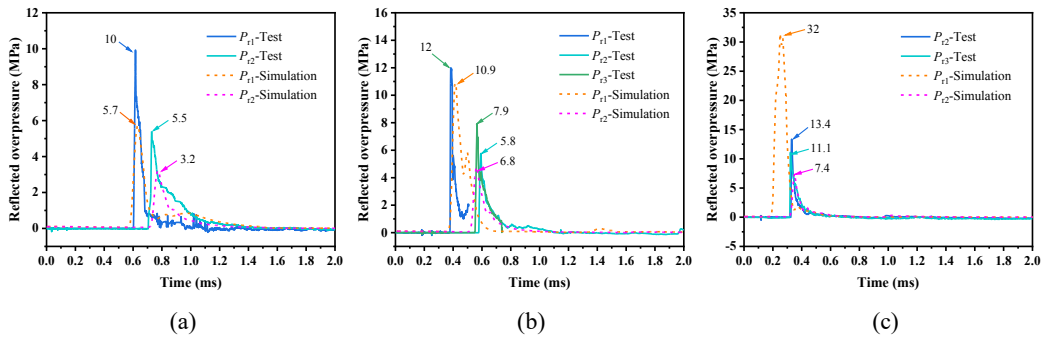 12
10
8
6
4
2
0
0.0 0.2 0.4 0.6 0.8 1.0 1.2 1.4 1.6 1.8 2.0
Reflected overpressure (MPa)
Time (ms)
Pr1-Test
Pr2-Test
Pr1-Simulation
Pr2-Simulation
10
5.7
5.5
3.2
(a)
16
14
12
10
8
6
4
2
0
0.0 0.2 0.4 0.6 0.8 1.0 1.2 1.4 1.6 1.8 2.0
Reflected overpressure (MPa)
Time (ms)
Pr1-Test
Pr2-Test
Pr3-Test
Pr1-Simulation
Pr2-Simulation
12
10.9
7.9
5.8
6.8
(b)
35
30
25
20
15
10
5
0
-5
0.0 0.2 0.4 0.6 0.8 1.0 1.2 1.4 1.6 1.8 2.0
Reflected overpressure (MPa)
Time (ms)
Pr2-Test
Pr3-Test
Pr1-Simulation
Pr2-Simulation
32
13.4
11.1
7.4
(c)